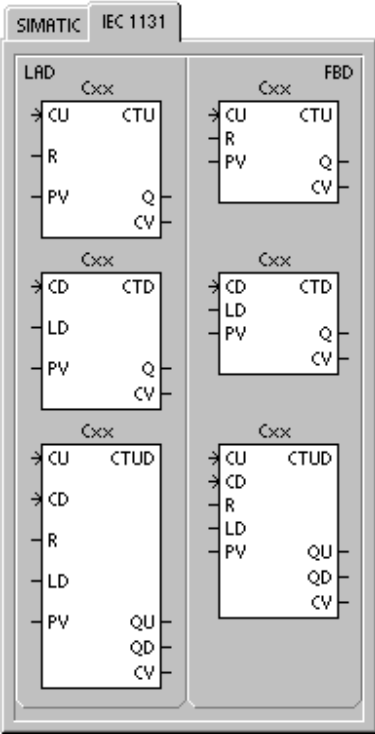 SIMATIC IEC 1131
LAD
Cxx
CU CTU
R
PV Q
CV
Cxx
CD CTD
LD
PV Q
CV
Cxx
CU CTUD
CD
R
LD
PV QU
QD
CV
FBD
Cxx
CU CTU
R
PV Q
CV
Cxx
CD CTD
LD
PV Q
CV
Cxx
CU CTUD
CD
R
LD
PV QU
QD
CV